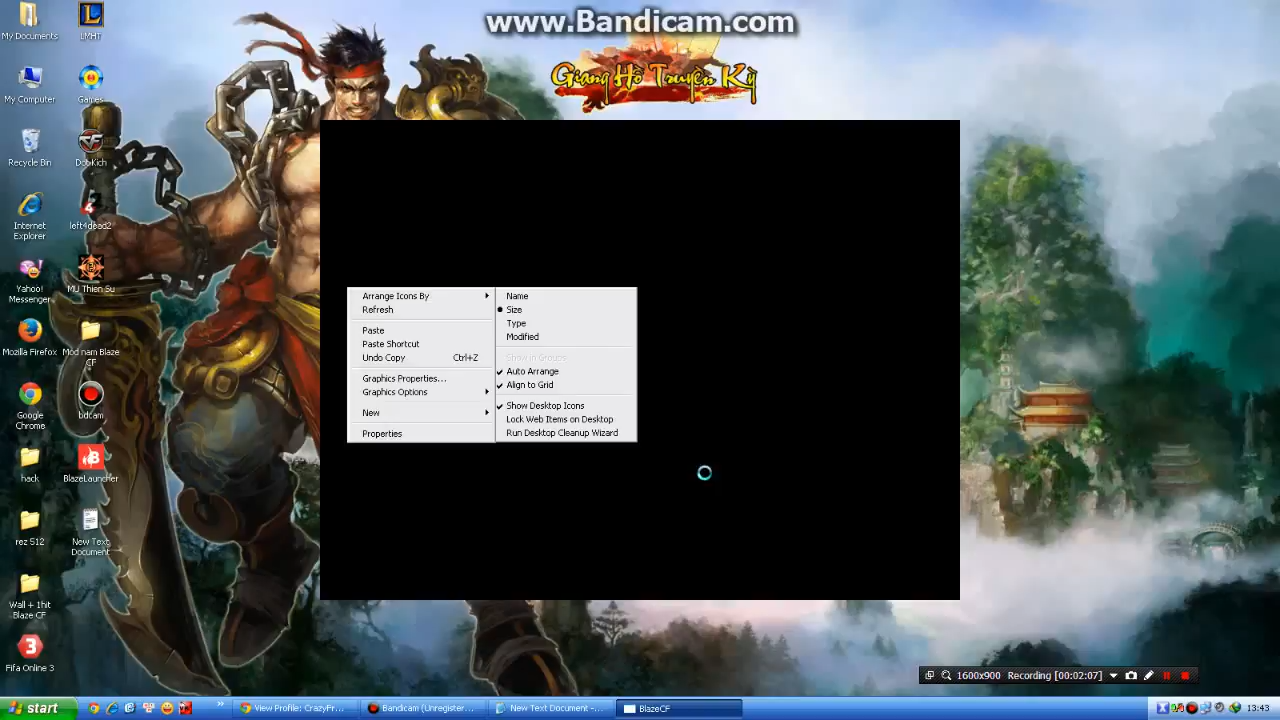 www.Bandicam.com
Giang Hồ Truyền Kỳ
My Documents
LMHT
My Computer
Games
Recycle Bin
DotKich
Internet
Explorer
left4dead2
Yahoo!
Messenger
MU Thien Su
Mozilla Firefox
Mod nam Blaze
CF
Google
Chrome
bdcam
hack
BlazeLauncher
rez 512
New Text
Document
Wall + 1hit
Blaze CF
Fifa Online 3
Arrange Icons By
Refresh
Paste
Paste Shortcut
Undo Copy Ctrl+Z
Graphics Properties...
Graphics Options
New
Properties
Name
Size
Type
Modified
Show in Groups
Auto Arrange
Align to Grid
Show Desktop Icons
Lock Web Items on Desktop
Run Desktop Cleanup Wizard
1600x900 Recording [00:02:07]
start
View Profile: CrazyFr...
Bandicam (Unregister...
New Text Document -...
BlazeCF
13:43